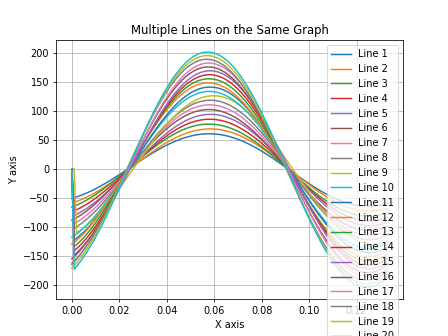 Multiple Lines on the Same Graph
200
150
100
50
0
−50
−100
−150
−200
Y axis
0.00
0.02
0.04
0.06
0.08
0.10
X axis
Line 1
Line 2
Line 3
Line 4
Line 5
Line 6
Line 7
Line 8
Line 9
Line 10
Line 11
Line 12
Line 13
Line 14
Line 15
Line 16
Line 17
Line 18
Line 19
Line 20